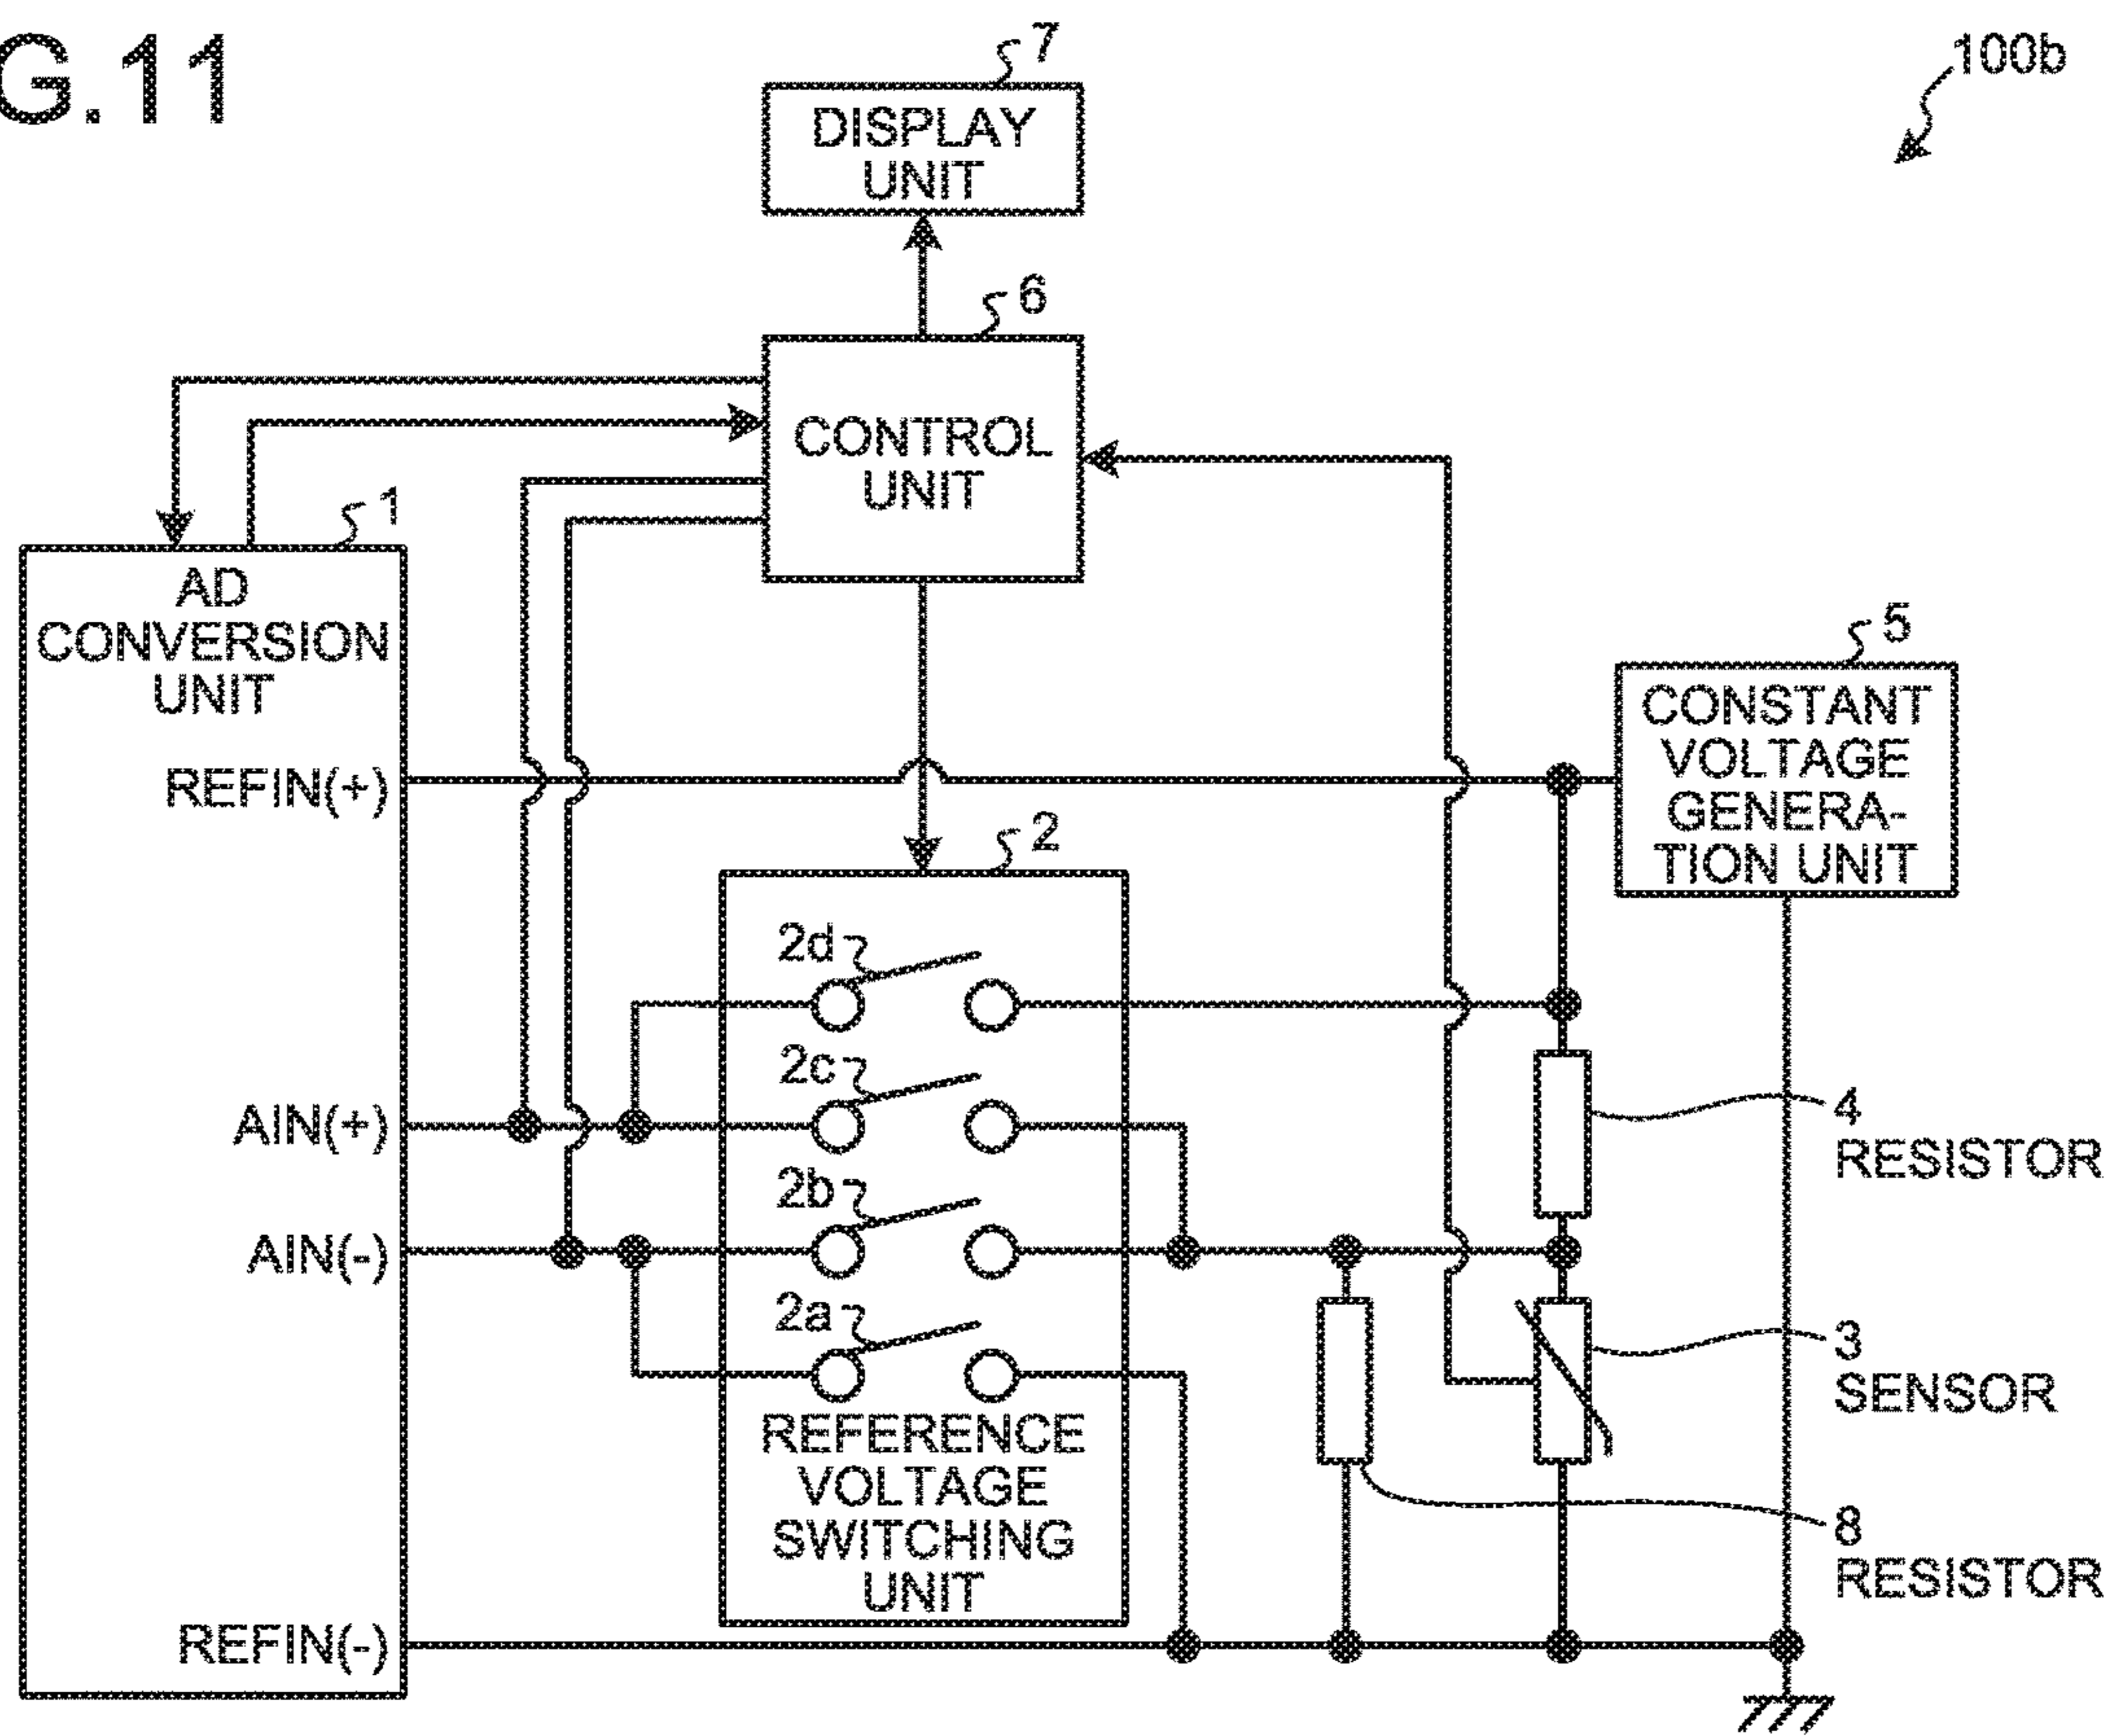 G.11
7
100b
DISPLAY
UNIT
6
CONTROL
UNIT
1
AD
CONVERSION
UNIT
5
CONSTANT
VOLTAGE
GENERA-
TION UNIT
REFIN(+)
2
2d
2c
AIN(+)
4
RESISTOR
2b
AIN(-)
2a
3
SENSOR
REFERENCE
VOLTAGE
SWITCHING
UNIT
8
RESISTOR
REFIN(-)